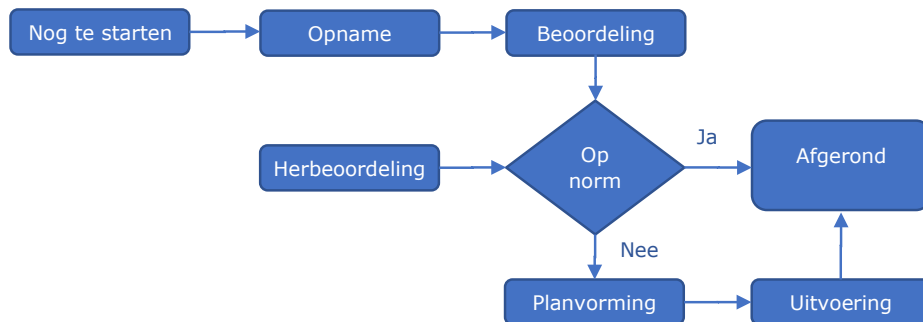 Nog te starten
Opname
Beoordeling
Herbeoordeling
Op
norm
Ja
Afgerond
Nee
Planvorming
Uitvoering